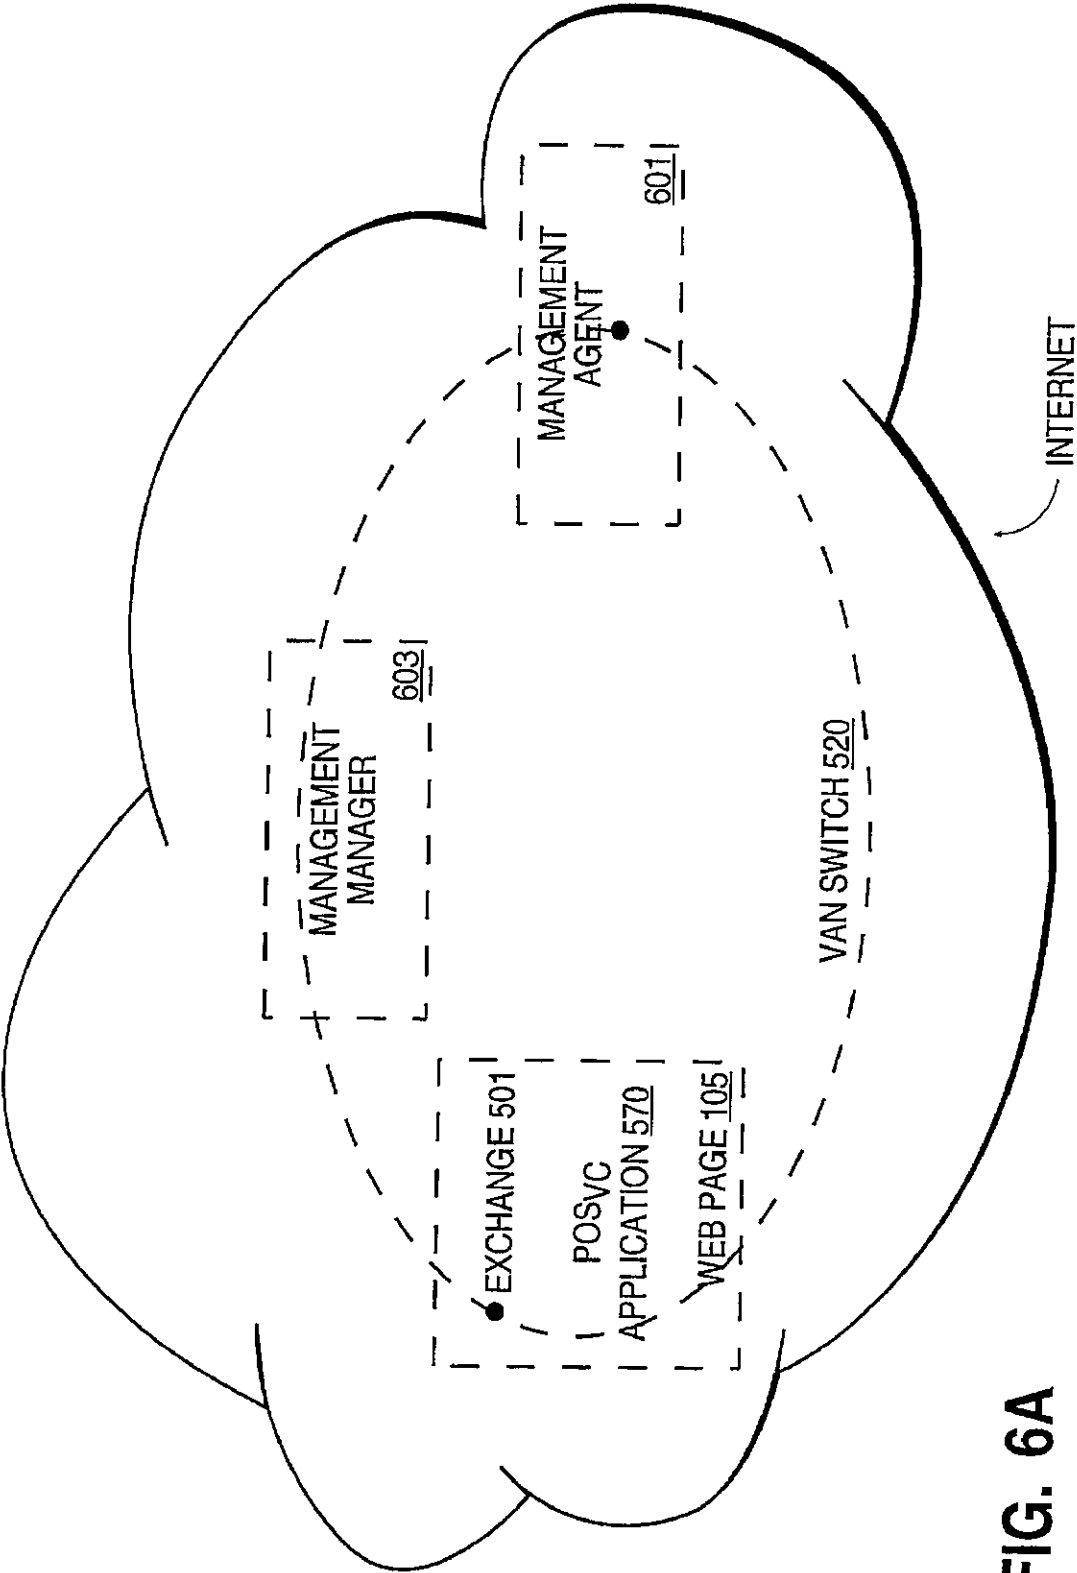 MANAGEMENT
MANAGER
603
MANAGEMENT
AGENT
601
EXCHANGE 501
POSVC
APPLICATION 570
WEB PAGE 105
VAN SWITCH 520
INTERNET
FIG. 6A